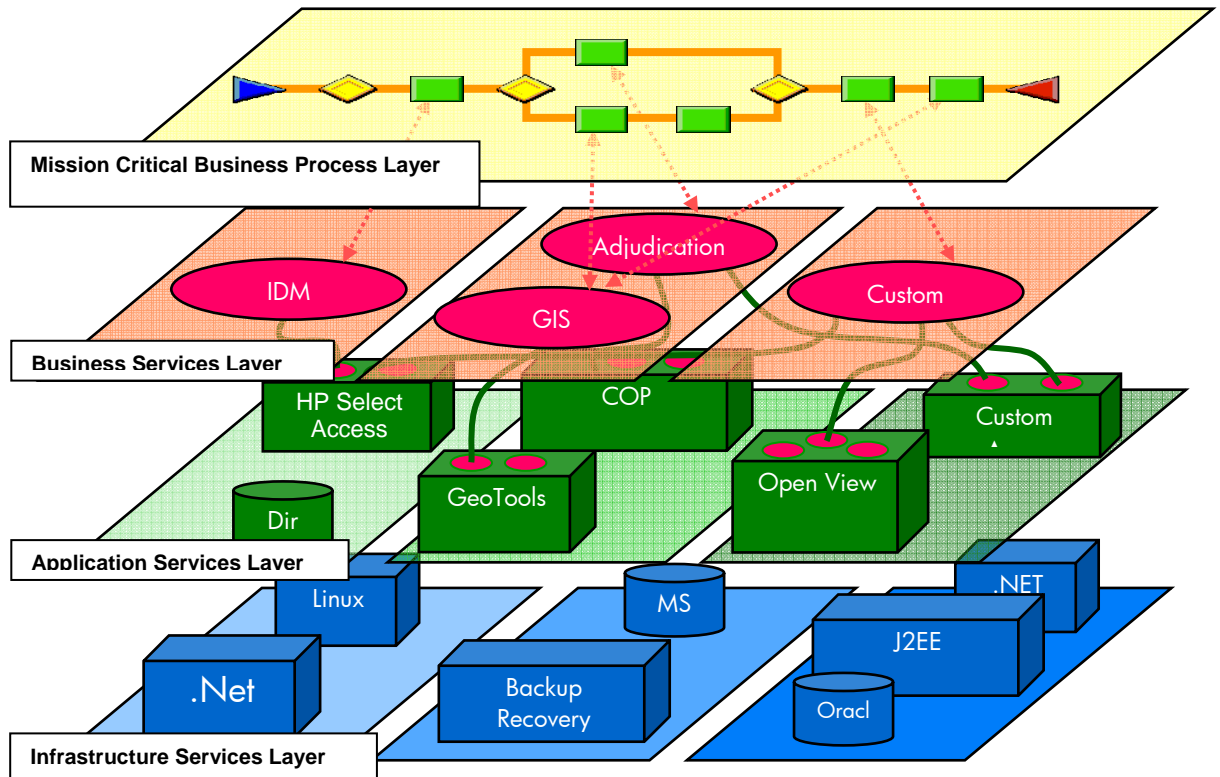 Mission Critical Business Process Layer
Adjudication
IDM
GIS
Custom
Business Services Layer
HP Select
Access
COP
Custom
GeoTools
Open View
Dir
Application Services Layer
Linux
MS
.NET
J2EE
.Net
Backup
Recovery
Oracl
Infrastructure Services Layer